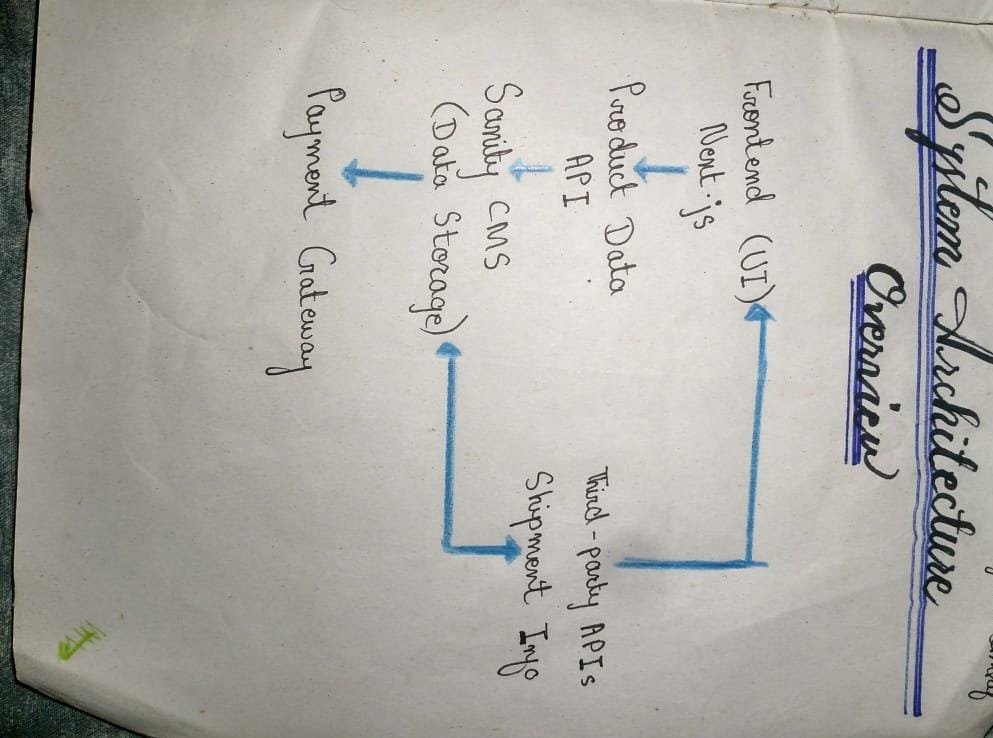 System Architecture
Overview
Frontend (UI)
Next.js
Product Data
API
Sanity CMS
(Data Storage)
Payment Gateway
Third-party APIs
Shipment Info